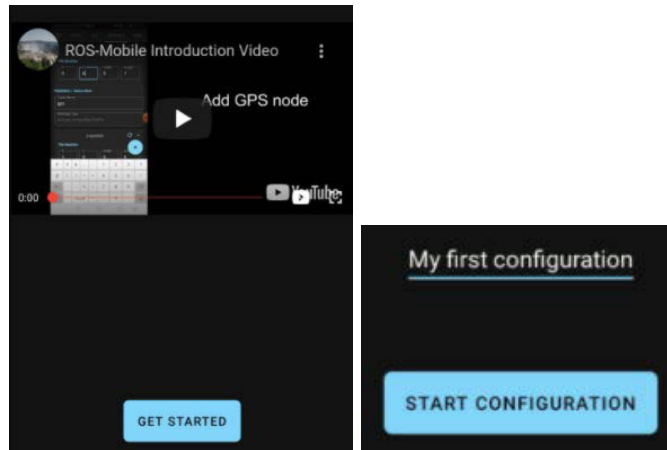 ROS-Mobile Introduction Video
Add GPS node
0:00
YouTube
GET STARTED
My first configuration
START CONFIGURATION